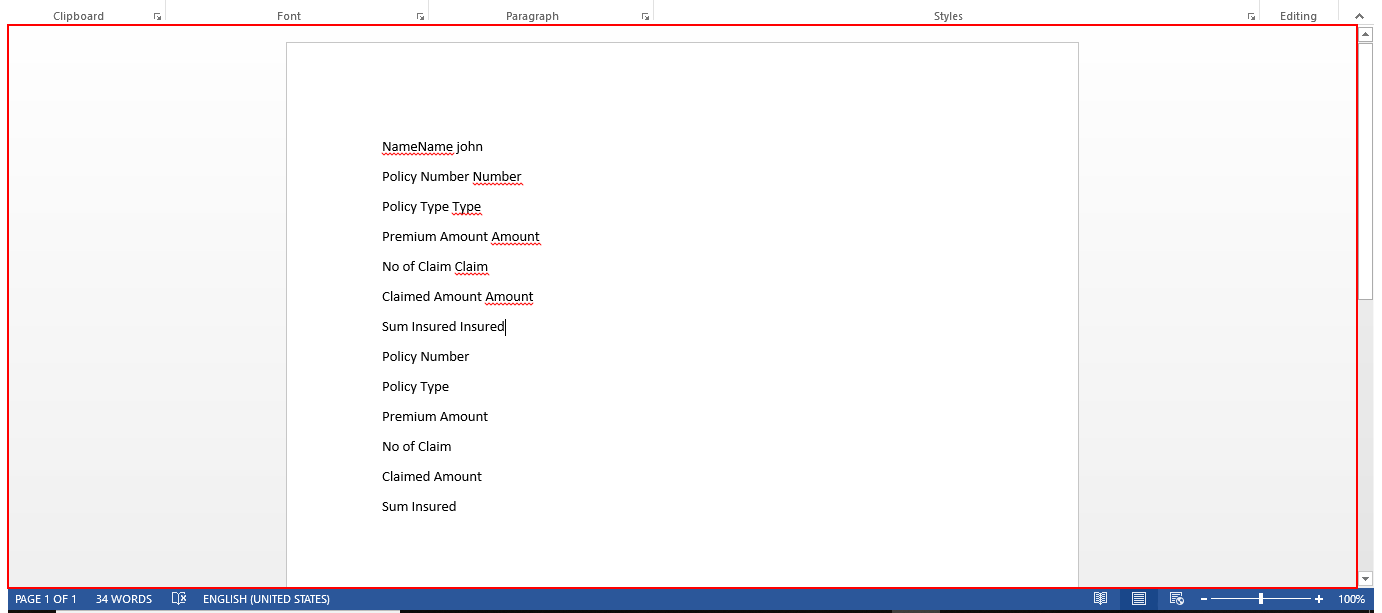 Clipboard Font Paragraph Styles Editing
NameName john
Policy Number Number
Policy Type Type
Premium Amount Amount
No of Claim Claim
Claimed Amount Amount
Sum Insured Insured
Policy Number
Policy Type
Premium Amount
No of Claim
Claimed Amount
Sum Insured
PAGE 1 OF 1 34 WORDS ENGLISH (UNITED STATES) 100%